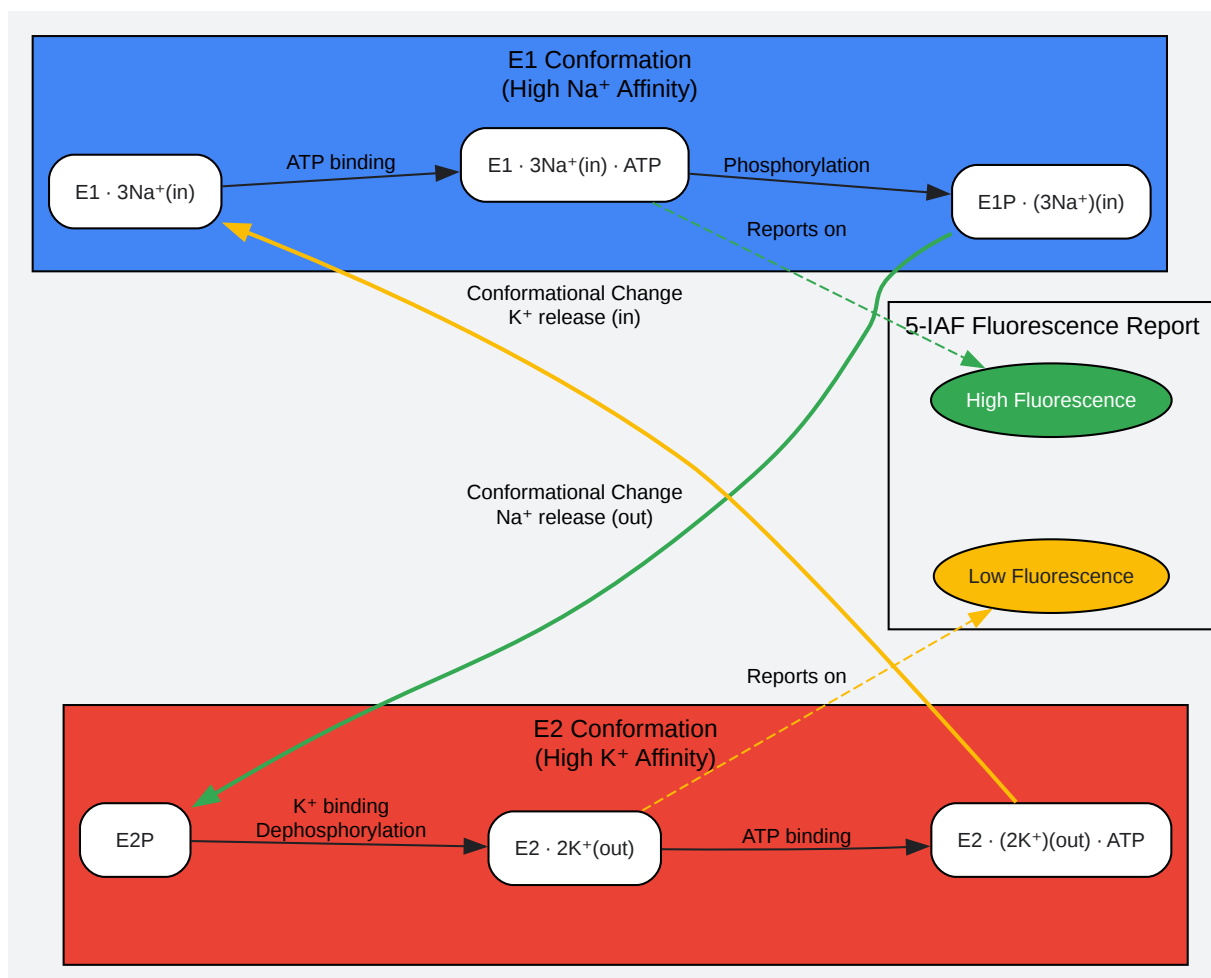 E1 Conformation
(High Na⁺ Affinity)
E1 · 3Na⁺(in)
ATP binding
E1 · 3Na⁺(in) · ATP
Phosphorylation
E1P · (3Na⁺)(in)
Reports on
Conformational Change
K⁺ release (in)
5-IAF Fluorescence Report
High Fluorescence
Conformational Change
Na⁺ release (out)
Low Fluorescence
Reports on
E2 Conformation
(High K⁺ Affinity)
E2P
K⁺ binding
Dephosphorylation
E2 · 2K⁺(out)
ATP binding
E2 · (2K⁺)(out) · ATP